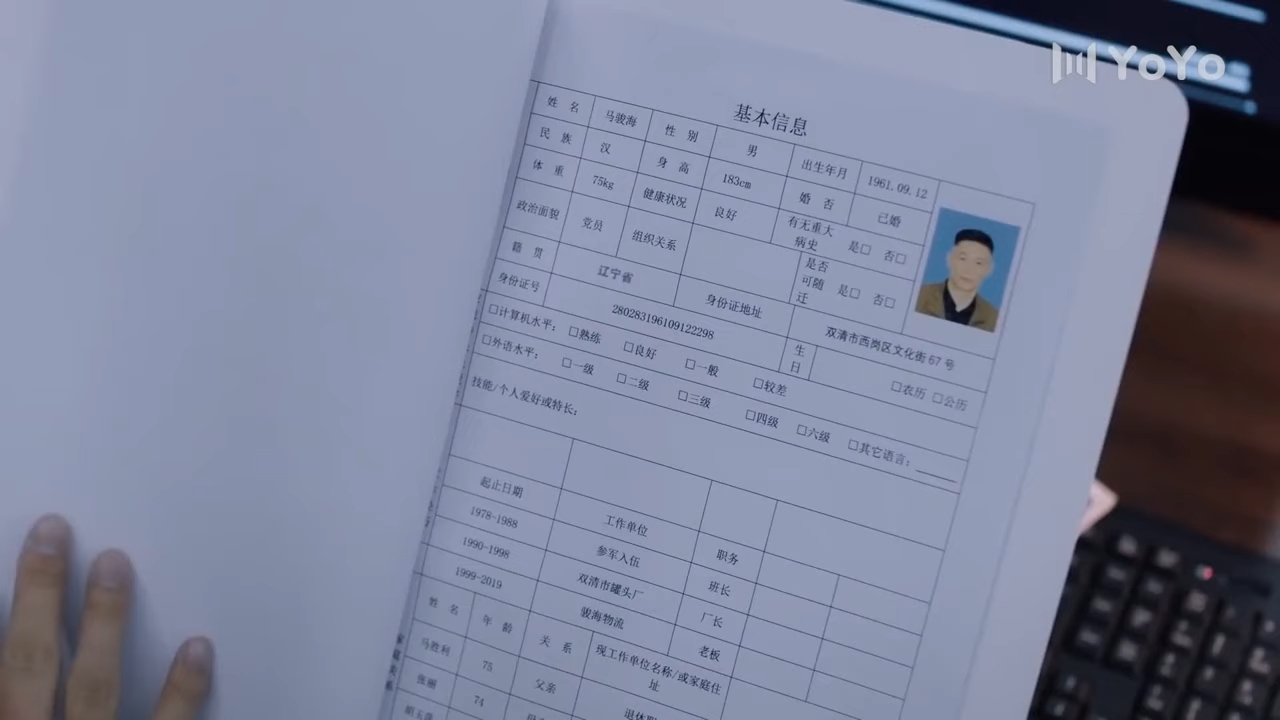 YoYo
基本信息
姓 名 马骏海 性 别 男 出生年月 1961.09.12
民 族 汉 身 高 183cm 婚 否 已婚
体 重 75kg 健康状况 良好 有无重大病史 是□ 否□
政治面貌 党员 组织关系 是否可随迁 是□ 否□
籍 贯 辽宁省 身份证地址 双清市西岗区文化街67号
身份证号 280283196109122298 生日 □农历 □公历
□计算机水平: □熟练 □良好 □一般 □较差
□外语水平: □一级 □二级 □三级 □四级 □六级 □其它语言:
技能/个人爱好或特长:
起止日期 工作单位 职务
1978-1988 参军入伍 班长
1990-1998 双清市罐头厂 厂长
1999-2019 骏海物流 老板
姓 名 年 龄 关 系 现工作单位名称/或家庭住址
马胜利 75 父亲
张丽 74